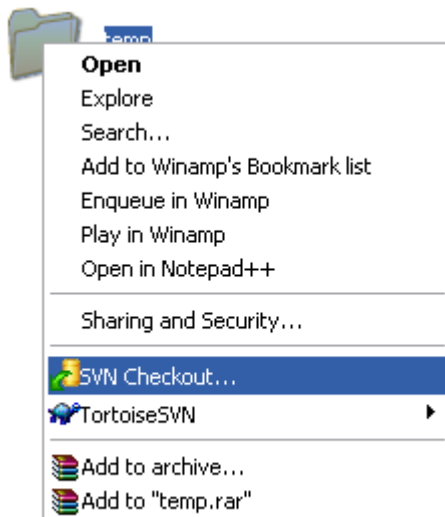 temp
Open
Explore
Search...
Add to Winamp's Bookmark list
Enqueue in Winamp
Play in Winamp
Open in Notepad++
Sharing and Security...
SVN Checkout...
TortoiseSVN
Add to archive...
Add to "temp.rar"